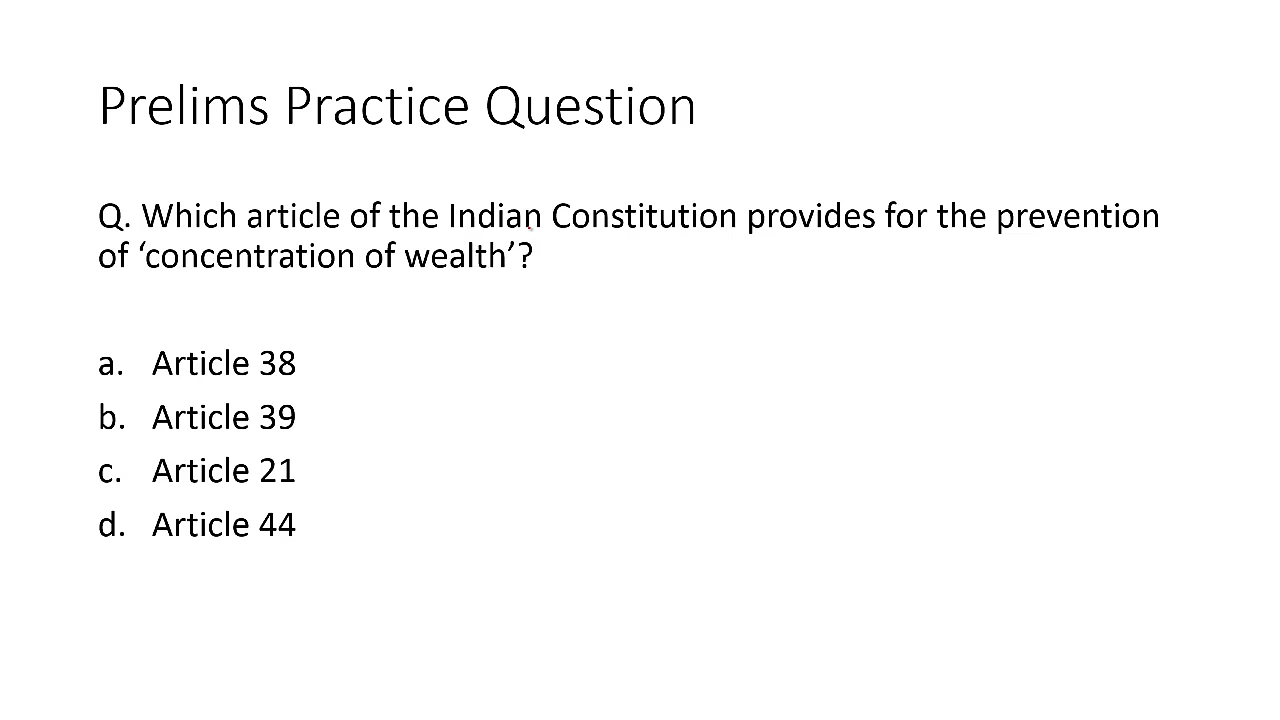 Prelims Practice Question
Q. Which article of the Indian Constitution provides for the prevention
of ‘concentration of wealth’?
a. Article 38
b. Article 39
c. Article 21
d. Article 44